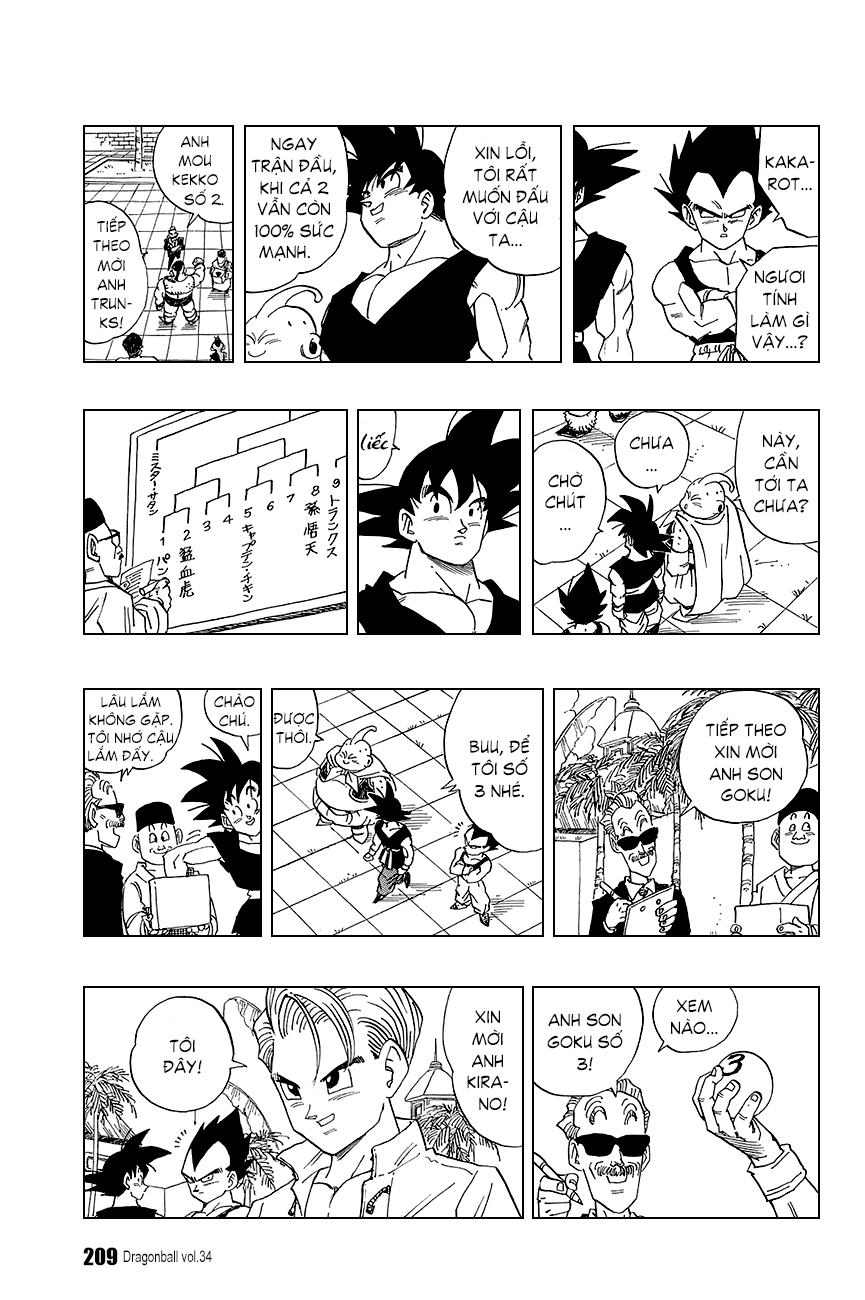 KAKA-
ROT...
NGƯƠI
TÍNH
LÀM GÌ
VẬY...?
XIN LỖI,
TÔI RẤT
MUỐN ĐẤU
VỚI CẬU
TA...
NGAY
TRẬN ĐẦU,
KHI CẢ 2
VẪN CÒN
100% SỨC
MẠNH.
ANH
MOU
KEKKO
SỐ 2.
TIẾP
THEO
MỜI
ANH
TRUN-
KS!
NÀY,
CẦN
TỚI TA
CHƯA?
CHƯA
...
CHỜ
CHÚT
...
liếc
ミスター・サタン
1 パン
2 猛血虎
3
4
5 キャプテン・チキン
6
7
8 孫悟天
9 トランクス
TIẾP THEO
XIN MỜI
ANH SON
GOKU!
BUU, ĐỂ
TÔI SỐ
3 NHÉ.
ĐƯỢC
THÔI.
CHÀO
CHÚ.
LÂU LẮM
KHÔNG GẶP.
TÔI NHỚ CẬU
LẮM ĐẤY.
XEM
NÀO...
3
ANH SON
GOKU SỐ
3!
XIN
MỜI
ANH
KIRA-
NO!
TÔI
ĐÂY!
209 Dragonball vol.34